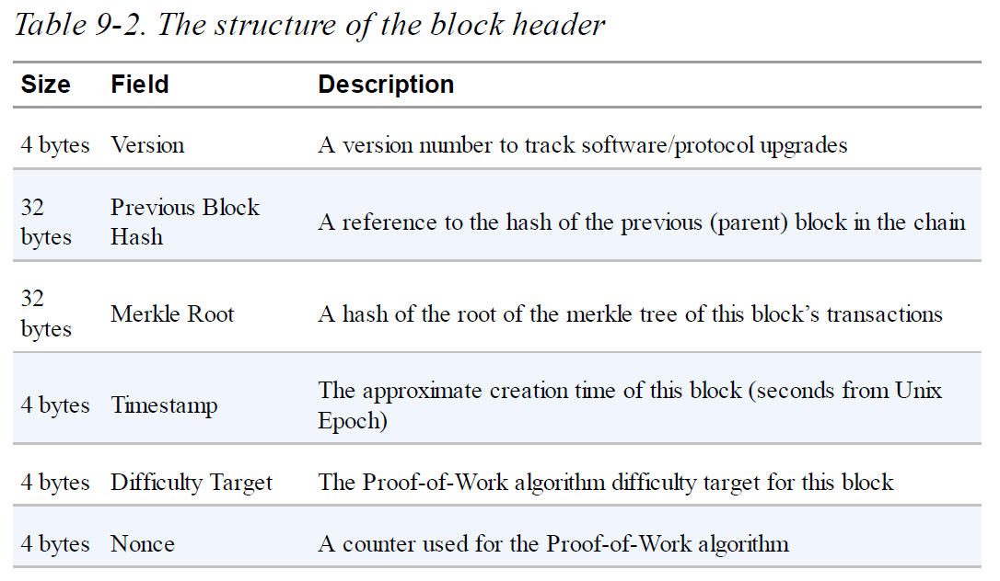 Table 9-2. The structure of the block header
Size Field Description
4 bytes Version A version number to track software/protocol upgrades
32 bytes Previous Block Hash A reference to the hash of the previous (parent) block in the chain
32 bytes Merkle Root A hash of the root of the merkle tree of this block’s transactions
4 bytes Timestamp The approximate creation time of this block (seconds from Unix Epoch)
4 bytes Difficulty Target The Proof-of-Work algorithm difficulty target for this block
4 bytes Nonce A counter used for the Proof-of-Work algorithm